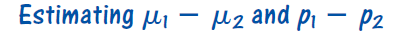 Estimating μ₁ − μ₂ and p₁ − p₂